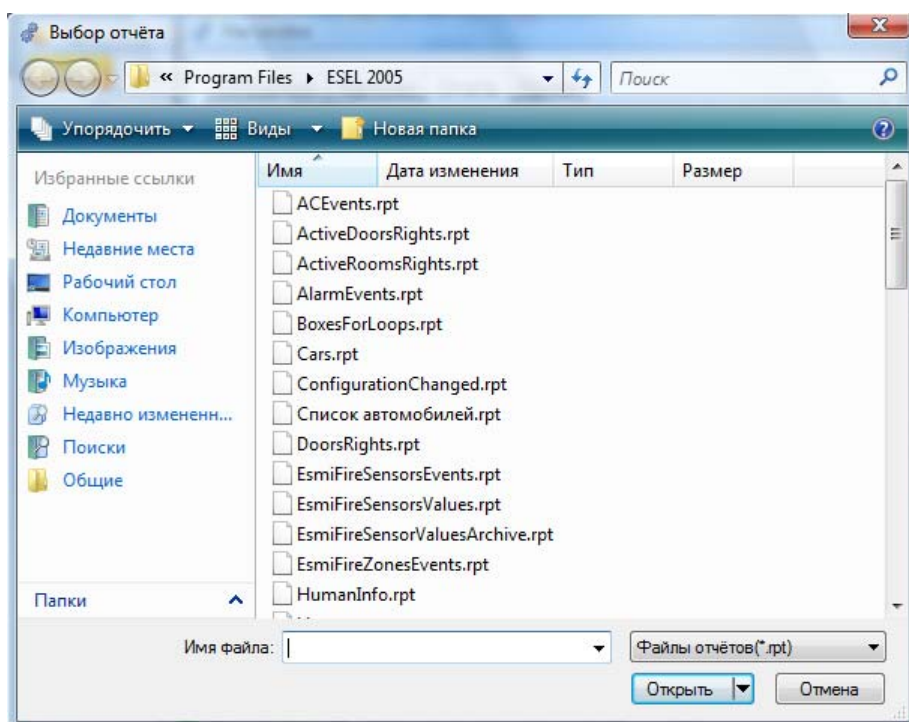 Выбор отчёта
« Program Files ▸ ESEL 2005
Поиск
Упорядочить Виды Новая папка
Избранные ссылки
Документы
Недавние места
Рабочий стол
Компьютер
Изображения
Музыка
Недавно измененн...
Поиски
Общие
Папки
Имя Дата изменения Тип Размер
ACEvents.rpt
ActiveDoorsRights.rpt
ActiveRoomsRights.rpt
AlarmEvents.rpt
BoxesForLoops.rpt
Cars.rpt
ConfigurationChanged.rpt
Список автомобилей.rpt
DoorsRights.rpt
EsmiFireSensorsEvents.rpt
EsmiFireSensorsValues.rpt
EsmiFireSensorValuesArchive.rpt
EsmiFireZonesEvents.rpt
HumanInfo.rpt
Имя файла:
Файлы отчётов(*.rpt)
Открыть Отмена